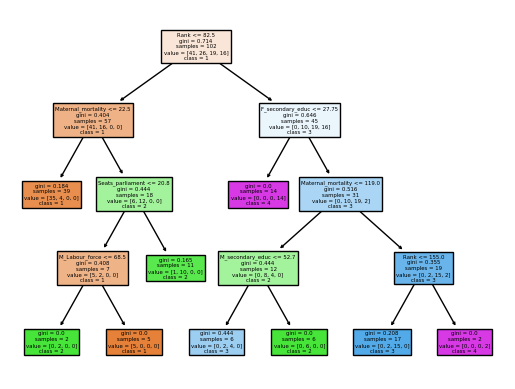 Rank <= 82.5
gini = 0.714
samples = 102
value = [41, 26, 19, 16]
class = 1
Maternal_mortality <= 22.5
gini = 0.404
samples = 57
value = [41, 16, 0, 0]
class = 1
F_secondary_educ <= 27.75
gini = 0.646
samples = 45
value = [0, 10, 19, 16]
class = 3
gini = 0.184
samples = 39
value = [35, 4, 0, 0]
class = 1
Seats_parliament <= 20.8
gini = 0.444
samples = 18
value = [6, 12, 0, 0]
class = 2
gini = 0.0
samples = 14
value = [0, 0, 0, 14]
class = 4
Maternal_mortality <= 119.0
gini = 0.516
samples = 31
value = [0, 10, 19, 2]
class = 3
M_Labour_force <= 68.5
gini = 0.408
samples = 7
value = [5, 2, 0, 0]
class = 1
gini = 0.165
samples = 11
value = [1, 10, 0, 0]
class = 2
M_secondary_educ <= 52.7
gini = 0.444
samples = 12
value = [0, 8, 4, 0]
class = 2
Rank <= 155.0
gini = 0.355
samples = 19
value = [0, 2, 15, 2]
class = 3
gini = 0.0
samples = 2
value = [0, 2, 0, 0]
class = 2
gini = 0.0
samples = 5
value = [5, 0, 0, 0]
class = 1
gini = 0.444
samples = 6
value = [0, 2, 4, 0]
class = 3
gini = 0.0
samples = 6
value = [0, 6, 0, 0]
class = 2
gini = 0.208
samples = 17
value = [0, 2, 15, 0]
class = 3
gini = 0.0
samples = 2
value = [0, 0, 0, 2]
class = 4